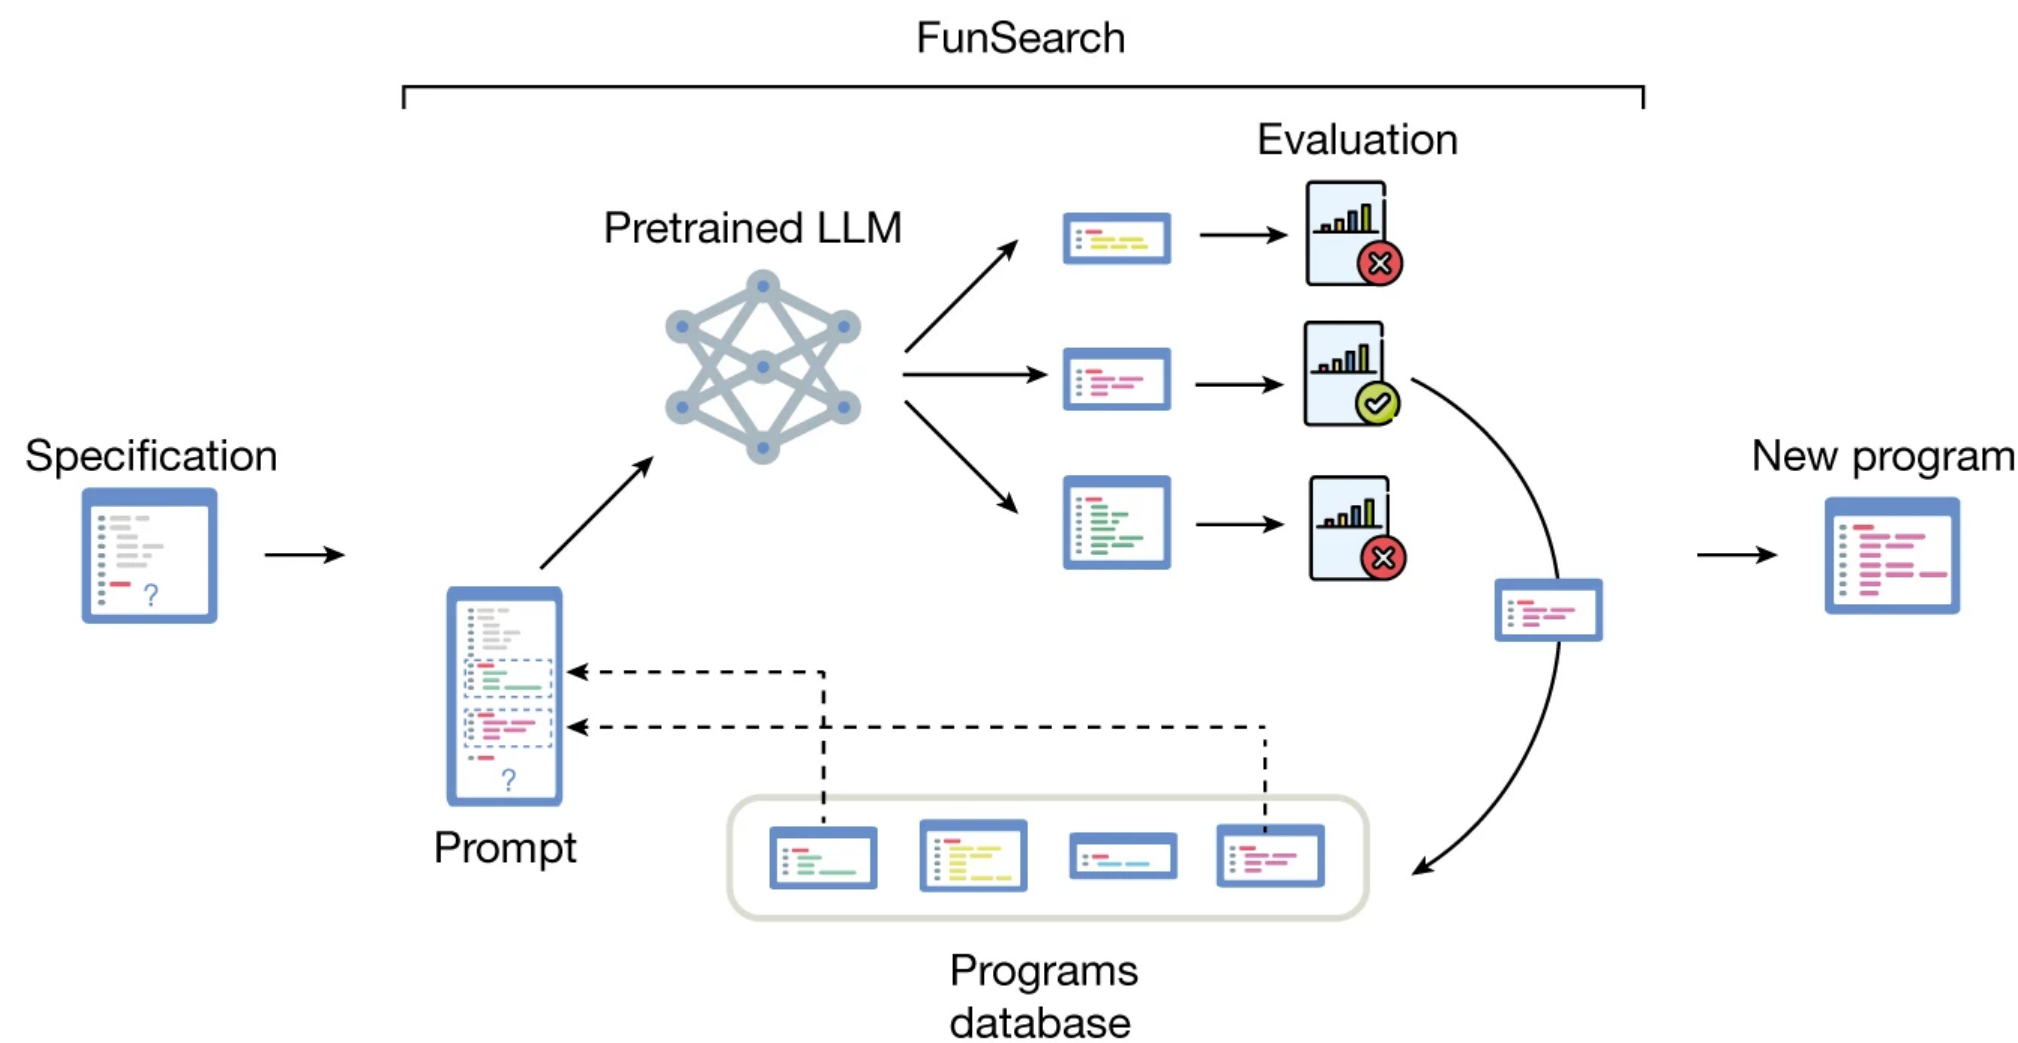 FunSearch
Evaluation
Pretrained LLM
Specification
?
New program
?
Prompt
Programs
database